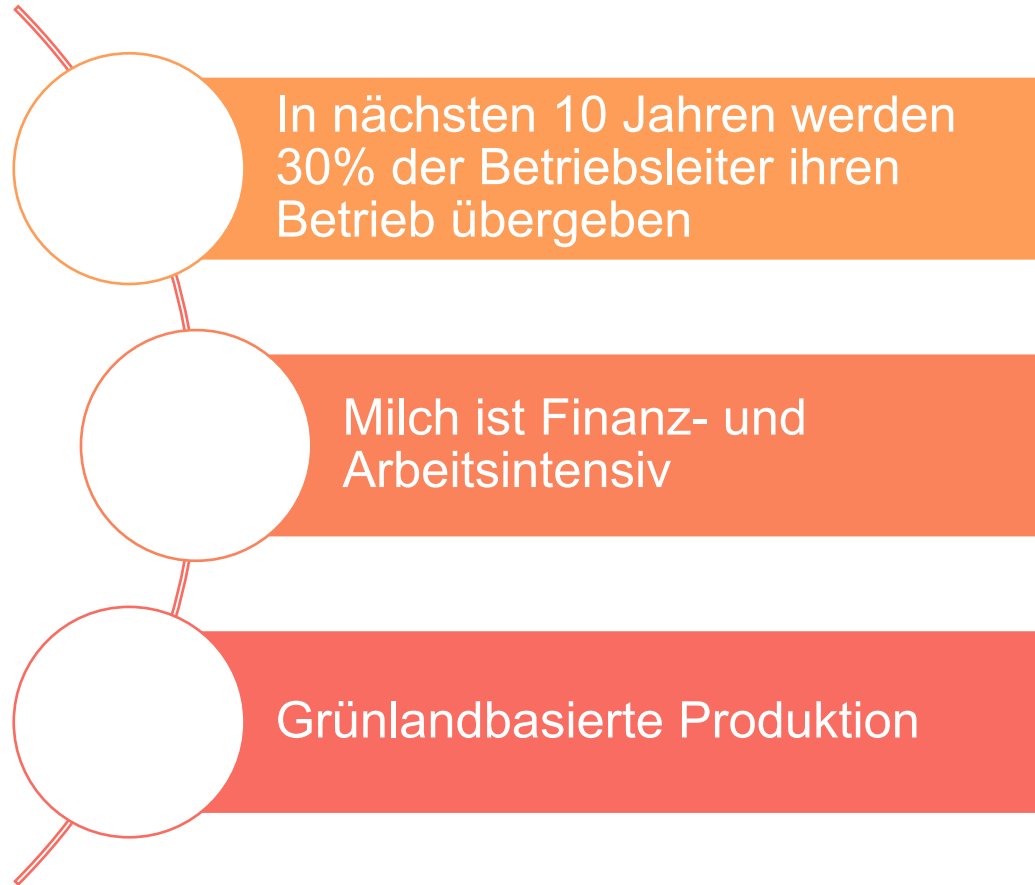 In nächsten 10 Jahren werden
30% der Betriebsleiter ihren
Betrieb übergeben
Milch ist Finanz- und
Arbeitsintensiv
Grünlandbasierte Produktion